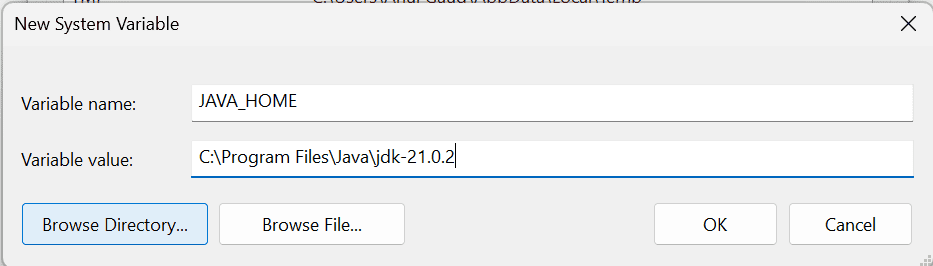 New System Variable
Variable name:
JAVA_HOME
Variable value:
C:\Program Files\Java\jdk-21.0.2
Browse Directory...
Browse File...
OK
Cancel